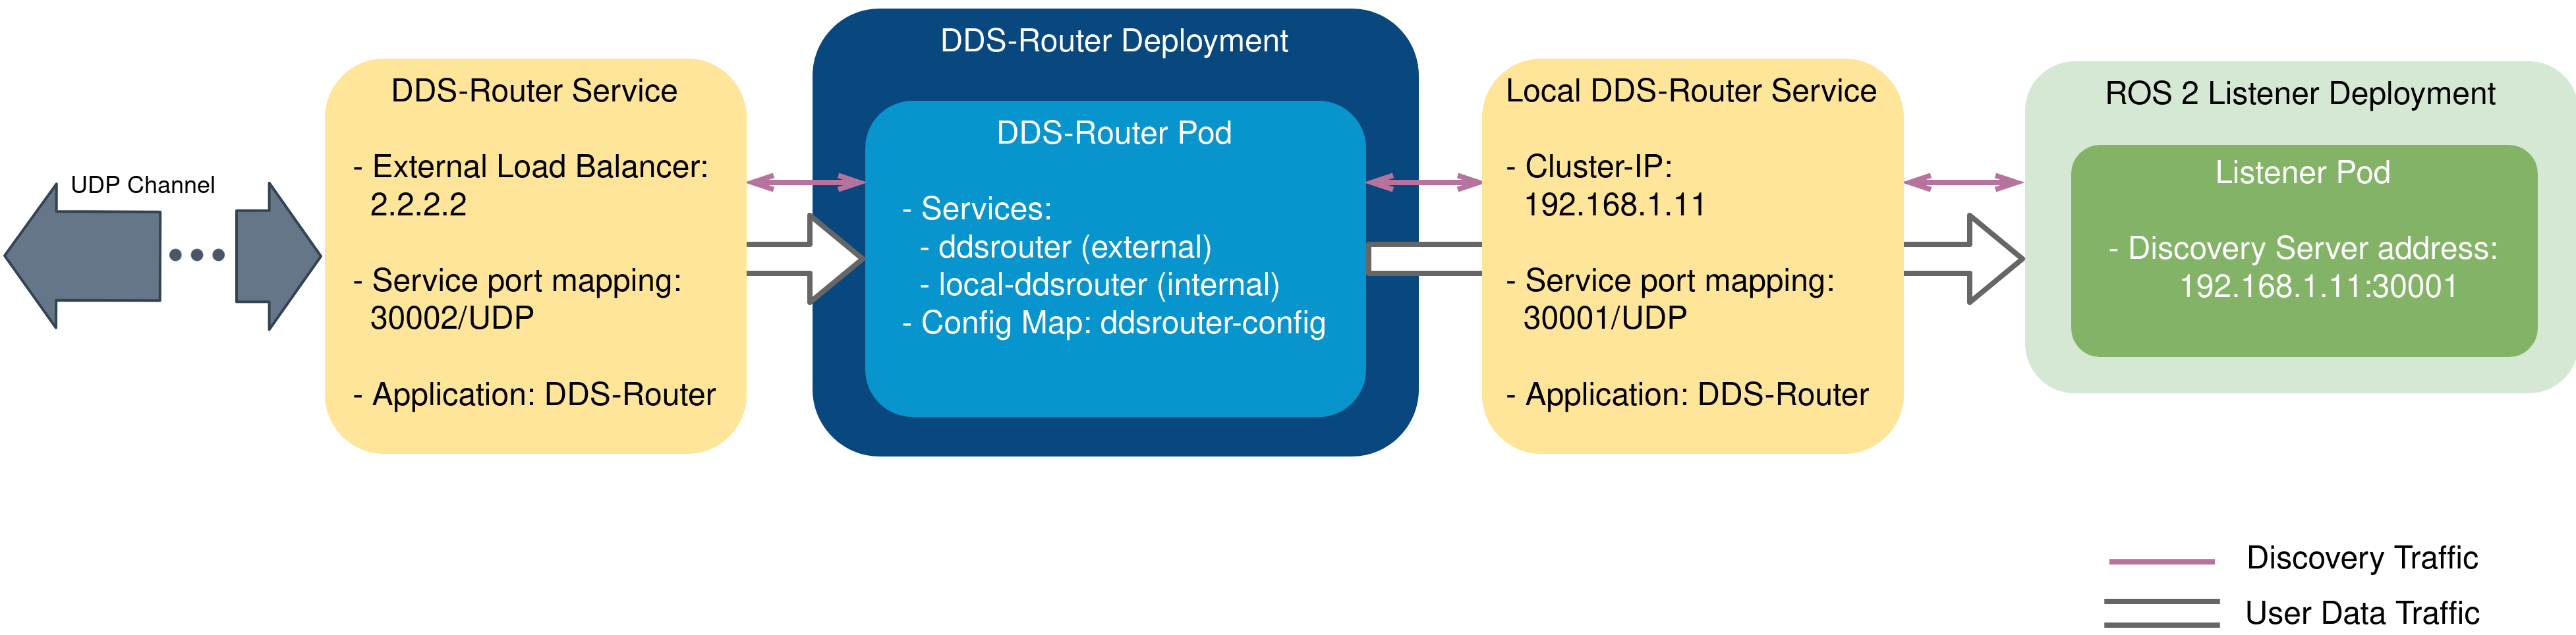 UDP Channel
DDS-Router Service
- External Load Balancer:
2.2.2.2
- Service port mapping:
30002/UDP
- Application: DDS-Router
DDS-Router Deployment
DDS-Router Pod
- Services:
- ddsrouter (external)
- local-ddsrouter (internal)
- Config Map: ddsrouter-config
Local DDS-Router Service
- Cluster-IP:
192.168.1.11
- Service port mapping:
30001/UDP
- Application: DDS-Router
ROS 2 Listener Deployment
Listener Pod
- Discovery Server address:
192.168.1.11:30001
Discovery Traffic
User Data Traffic